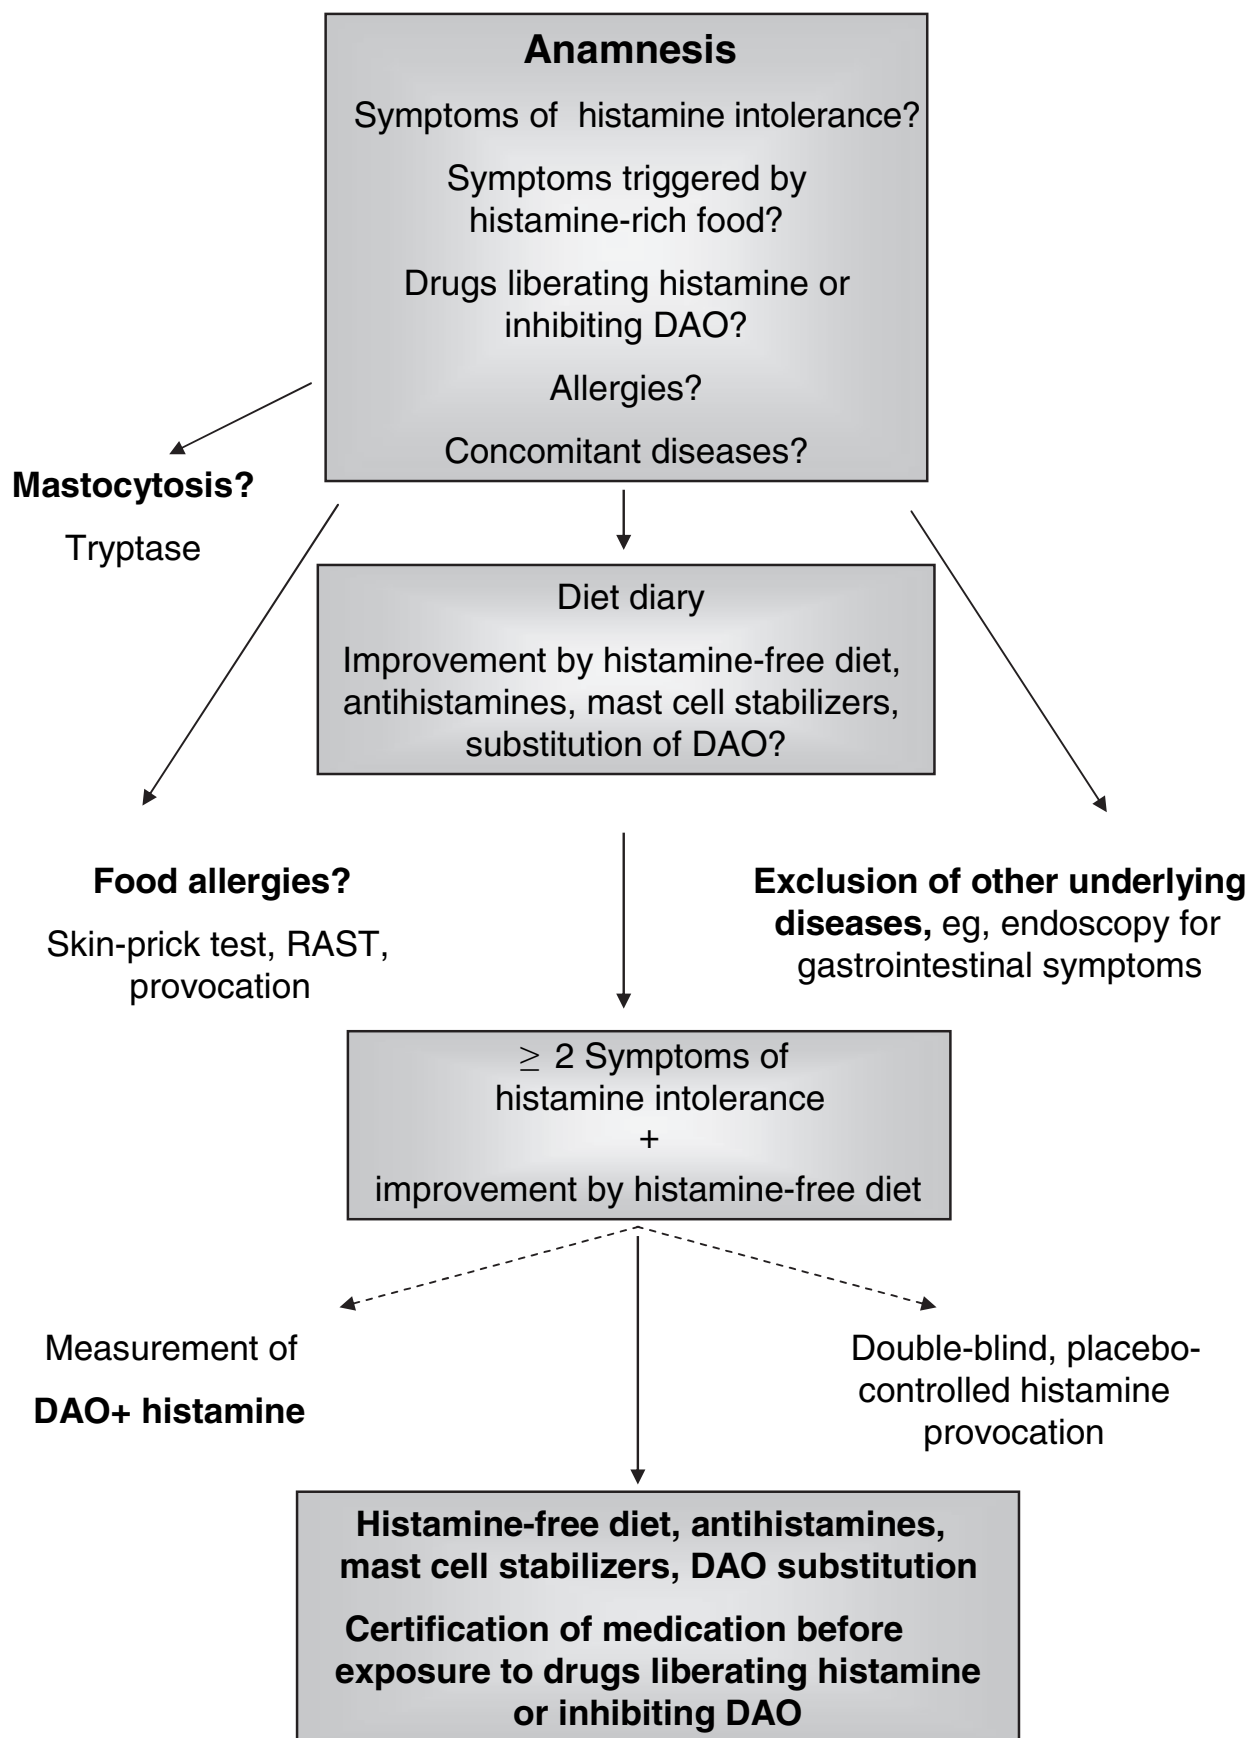 Anamnesis
Symptoms of histamine intolerance?
Symptoms triggered by
histamine-rich food?
Drugs liberating histamine or
inhibiting DAO?
Allergies?
Concomitant diseases?
Mastocytosis?
Tryptase
Diet diary
Improvement by histamine-free diet,
antihistamines, mast cell stabilizers,
substitution of DAO?
Food allergies?
Skin-prick test, RAST,
provocation
Exclusion of other underlying
diseases, eg, endoscopy for
gastrointestinal symptoms
≥ 2 Symptoms of
histamine intolerance
+
improvement by histamine-free diet
Measurement of
DAO+ histamine
Double-blind, placebo-
controlled histamine
provocation
Histamine-free diet, antihistamines,
mast cell stabilizers, DAO substitution
Certification of medication before
exposure to drugs liberating histamine
or inhibiting DAO